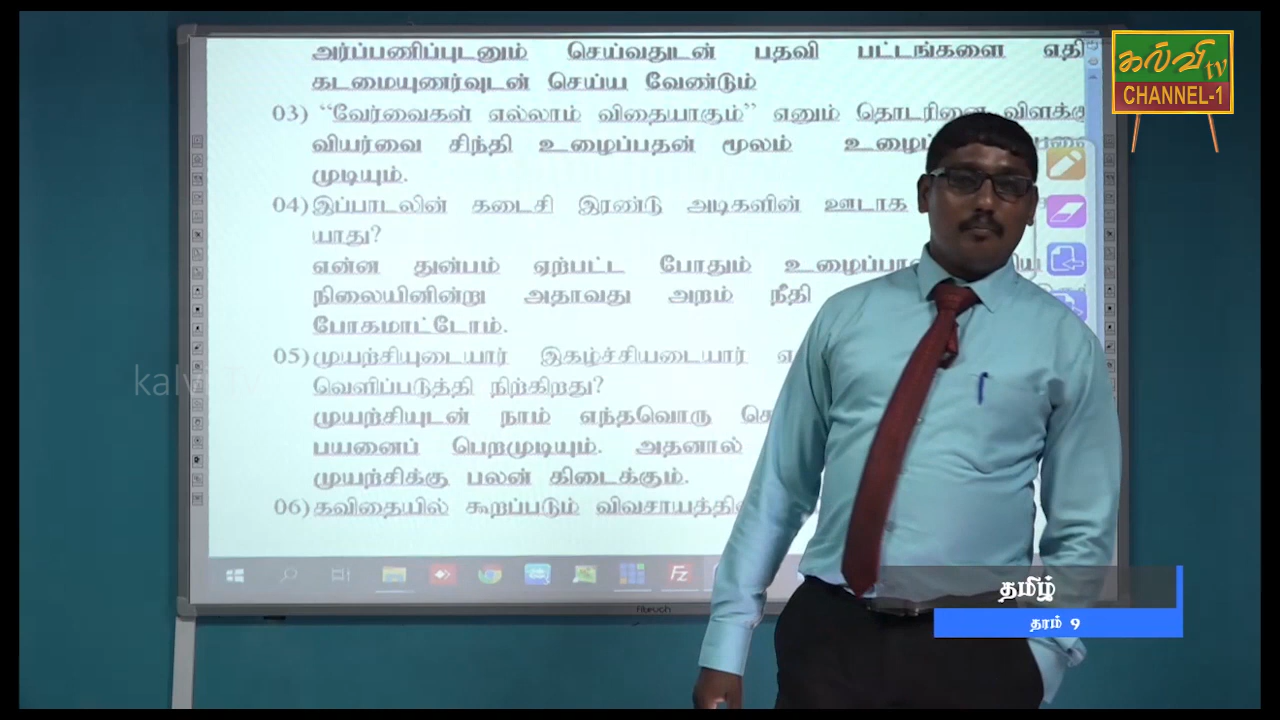 அர்ப்பணிப்புடனும் செய்வதுடன் பதவி பட்டங்களை எதி
கடமையுணர்வுடன் செய்ய வேண்டும்
03) “வேர்வைகள் எல்லாம் விதையாகும்” எனும் தொடரினை விளக்கு
வியர்வை சிந்தி உழைப்பதன் மூலம்
முடியும்.
04) இப்பாடலின் கடைசி இரண்டு அடிகளின் ஊடாக
யாது?
என்ன துன்பம் ஏற்பட்ட போதும்
நிலையினின்று அதாவது அறம் நீதி
போகமாட்டோம்.
05) முயற்சியுடையார் இகழ்ச்சியடையார்
வெளிப்படுத்தி நிற்கிறது?
முயற்சியுடன் நாம் எந்தவொரு
பயனைப் பெறமுடியும். அதனால்
முயற்சிக்கு பலன் கிடைக்கும்.
06) கவிதையில் கூறப்படும்
கல்வி tv
CHANNEL-1
தமிழ்
தரம் 9